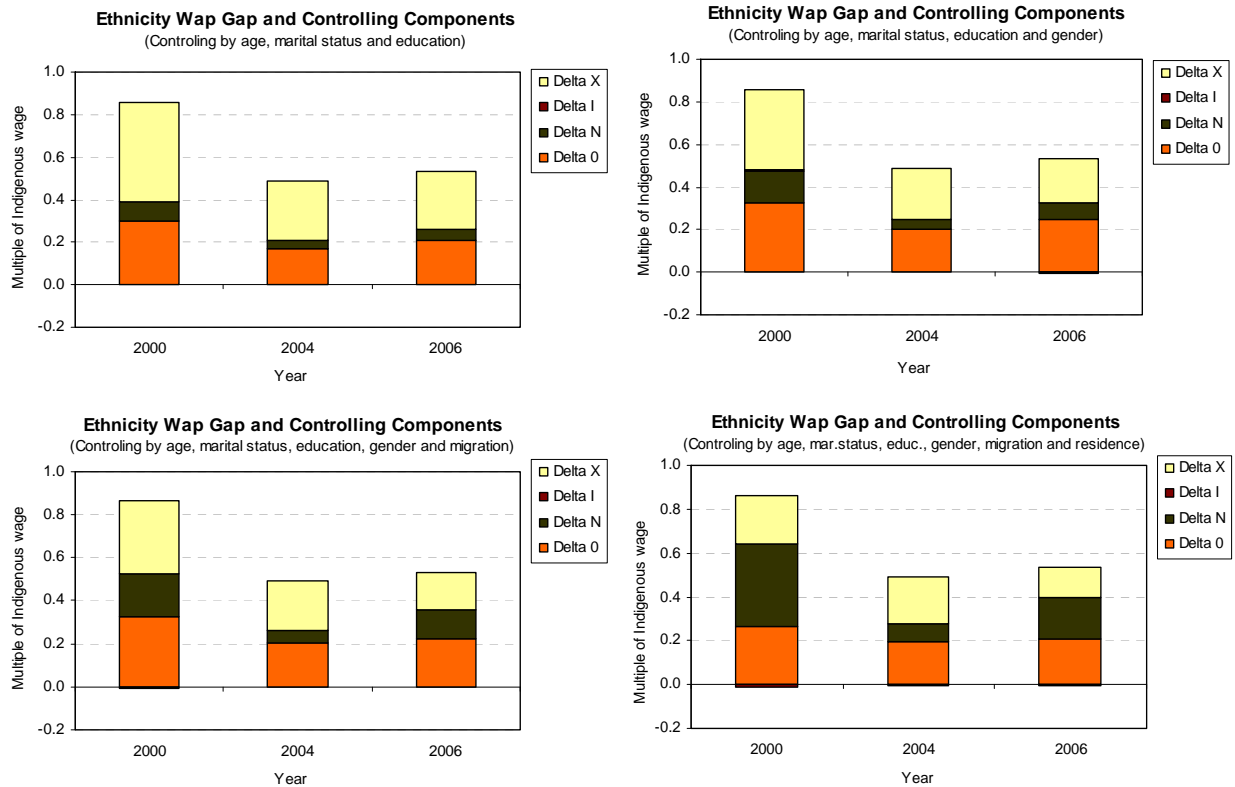 Ethnicity Wap Gap and Controlling Components
(Controling by age, marital status and education)
Multiple of Indigenous wage
1.0
0.8
0.6
0.4
0.2
0.0
-0.2
2000
2004
2006
Year
Delta X
Delta I
Delta N
Delta 0
Ethnicity Wap Gap and Controlling Components
(Controling by age, marital status, education and gender)
Multiple of Indigenous wage
1.0
0.8
0.6
0.4
0.2
0.0
-0.2
2000
2004
2006
Year
Delta X
Delta I
Delta N
Delta 0
Ethnicity Wap Gap and Controlling Components
(Controling by age, marital status, education, gender and migration)
Multiple of Indigenous wage
1.0
0.8
0.6
0.4
0.2
0.0
-0.2
2000
2004
2006
Year
Delta X
Delta I
Delta N
Delta 0
Ethnicity Wap Gap and Controlling Components
(Controling by age, mar.status, educ., gender, migration and residence)
Multiple of Indigenous wage
1.0
0.8
0.6
0.4
0.2
0.0
-0.2
2000
2004
2006
Year
Delta X
Delta I
Delta N
Delta 0